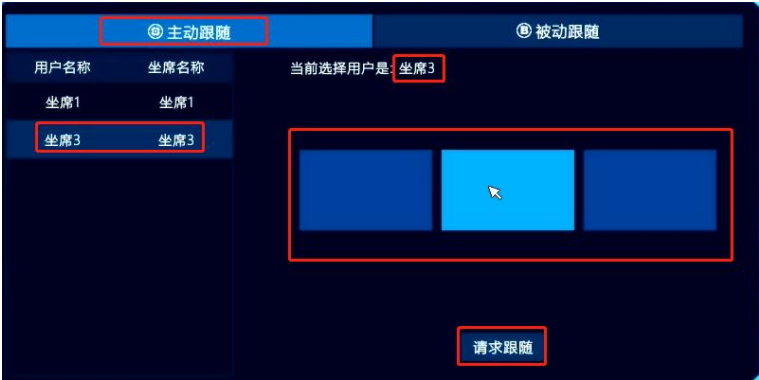 主动跟随
Ⓑ 被动跟随
用户名称 坐席名称
当前选择用户是:坐席3
坐席1 坐席1
坐席3 坐席3
请求跟随